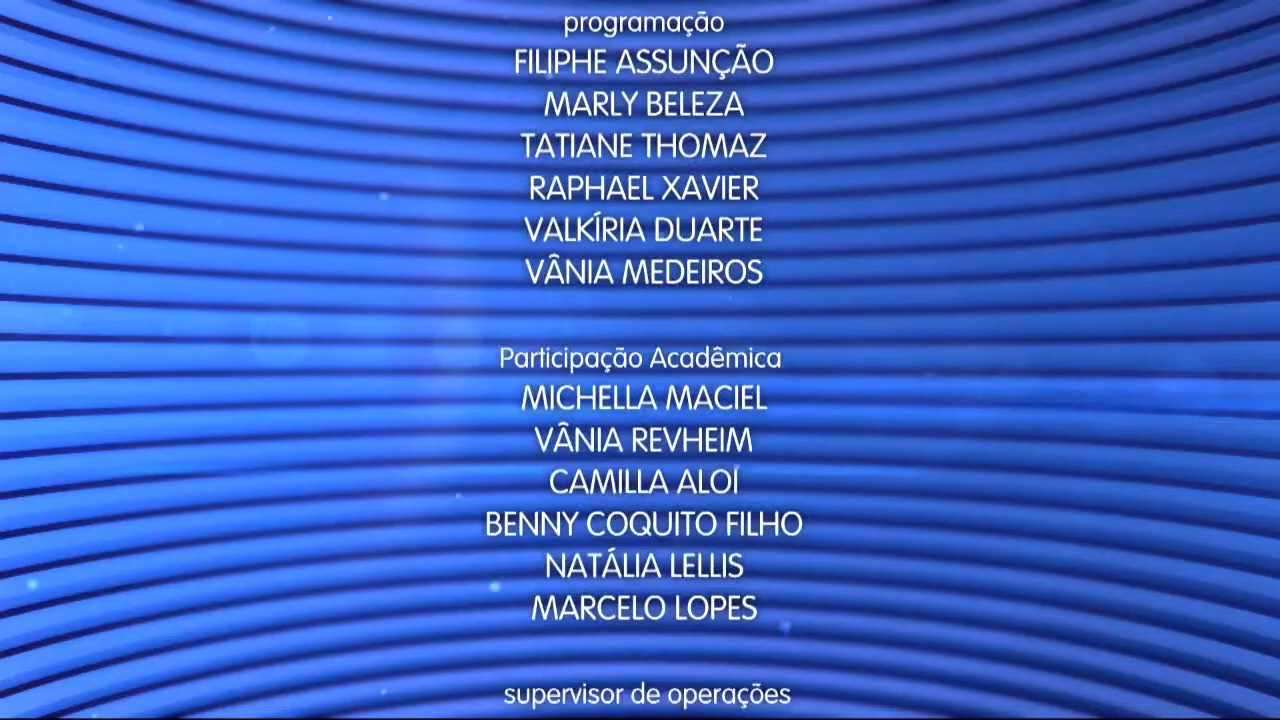 programação
FILIPHE ASSUNÇÃO
MARLY BELEZA
TATIANE THOMAZ
RAPHAEL XAVIER
VALKÍRIA DUARTE
VÂNIA MEDEIROS
Participação Acadêmica
MICHELLA MACIEL
VÂNIA REVHEIM
CAMILLA ALOI
BENNY COQUITO FILHO
NATÁLIA LELLIS
MARCELO LOPES
supervisor de operações